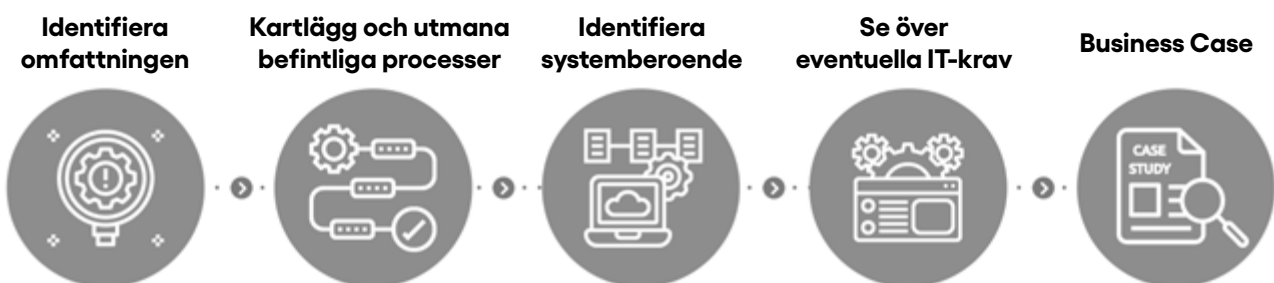 Identifiera
omfattningen
Kartlägg och utmana
befintliga processer
Identifiera
systemberoende
Se över
eventuella IT-krav
Business Case
CASE
STUDY